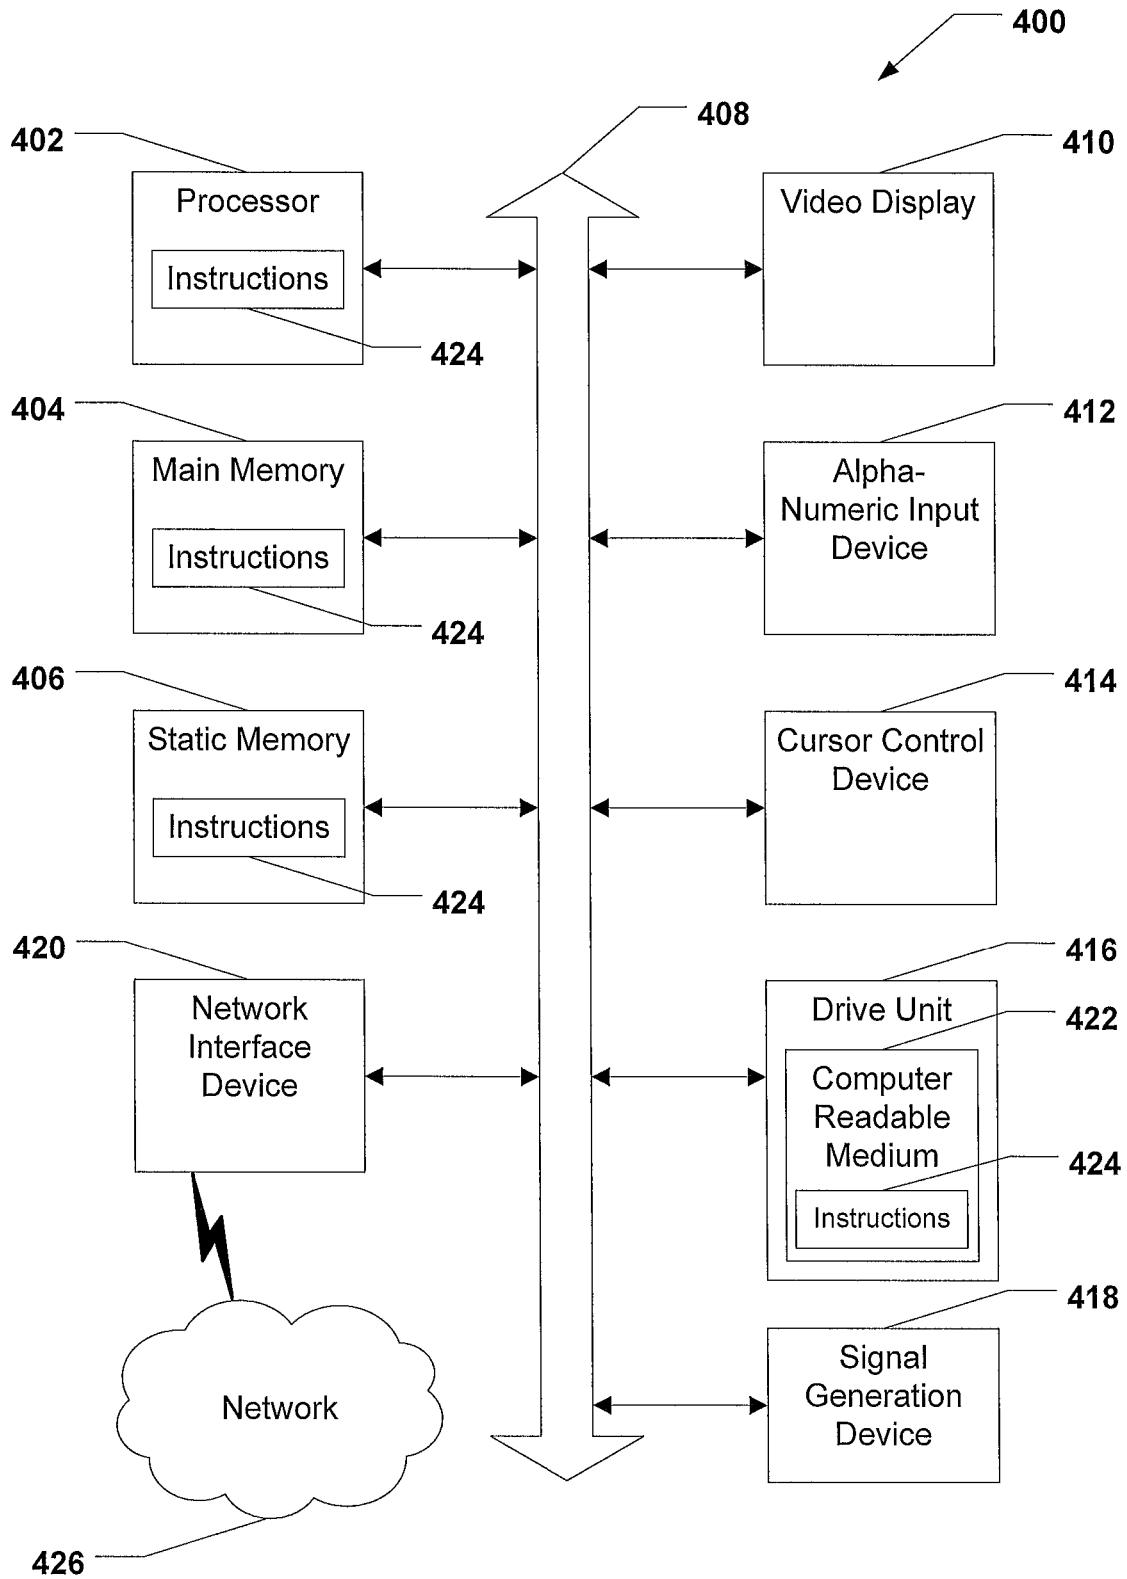 400
408
402
Processor
Instructions
424
410
Video Display
404
Main Memory
Instructions
424
412
Alpha-
Numeric Input
Device
406
Static Memory
Instructions
424
414
Cursor Control
Device
420
Network
Interface
Device
416
Drive Unit
422
Computer
Readable
Medium
424
Instructions
418
Signal
Generation
Device
Network
426